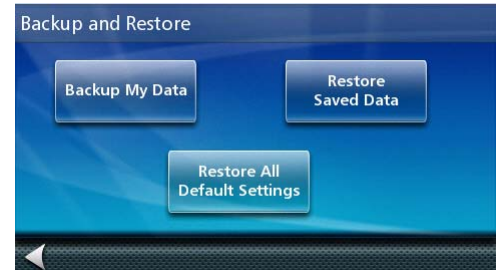 Backup and Restore
Backup My Data
Restore
Saved Data
Restore All
Default Settings